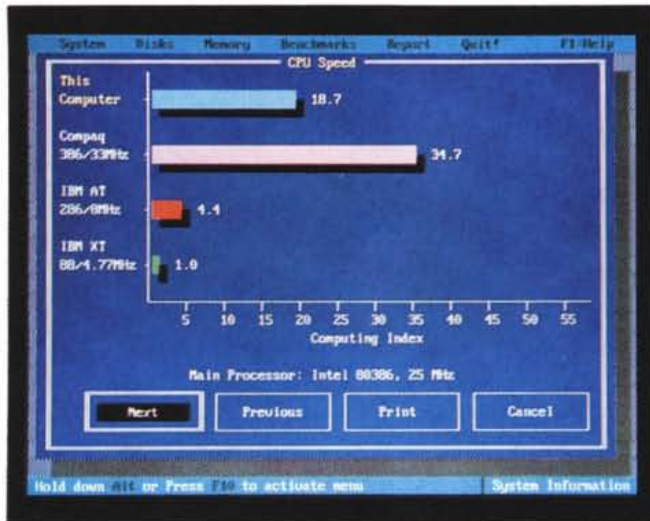 System Disks Memory Benchmarks Report Quit! F1=Help
CPU Speed
This
Computer 18.7
Compaq
386/33MHz 34.7
IBM AT
286/8MHz 4.4
IBM XT
88/4.77MHz 1.0
5 10 15 20 25 30 35 40 45 50 55
Computing Index
Main Processor: Intel 80386, 25 MHz
Next Previous Print Cancel
Hold down Alt or Press F10 to activate menu System Information